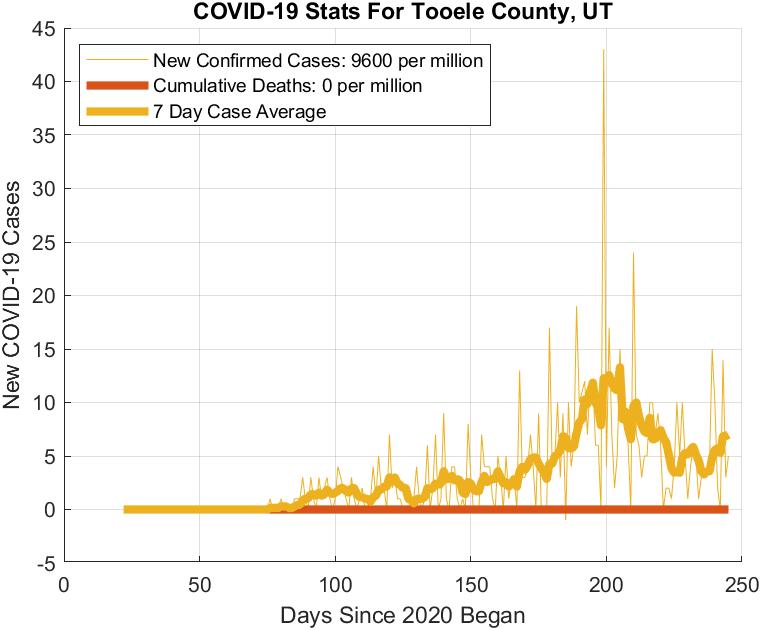 COVID-19 Stats For Tooele County, UT
New Confirmed Cases: 9600 per million
Cumulative Deaths: 0 per million
7 Day Case Average
New COVID-19 Cases
45
40
35
30
25
20
15
10
5
0
-5
0 50 100 150 200 250
Days Since 2020 Began